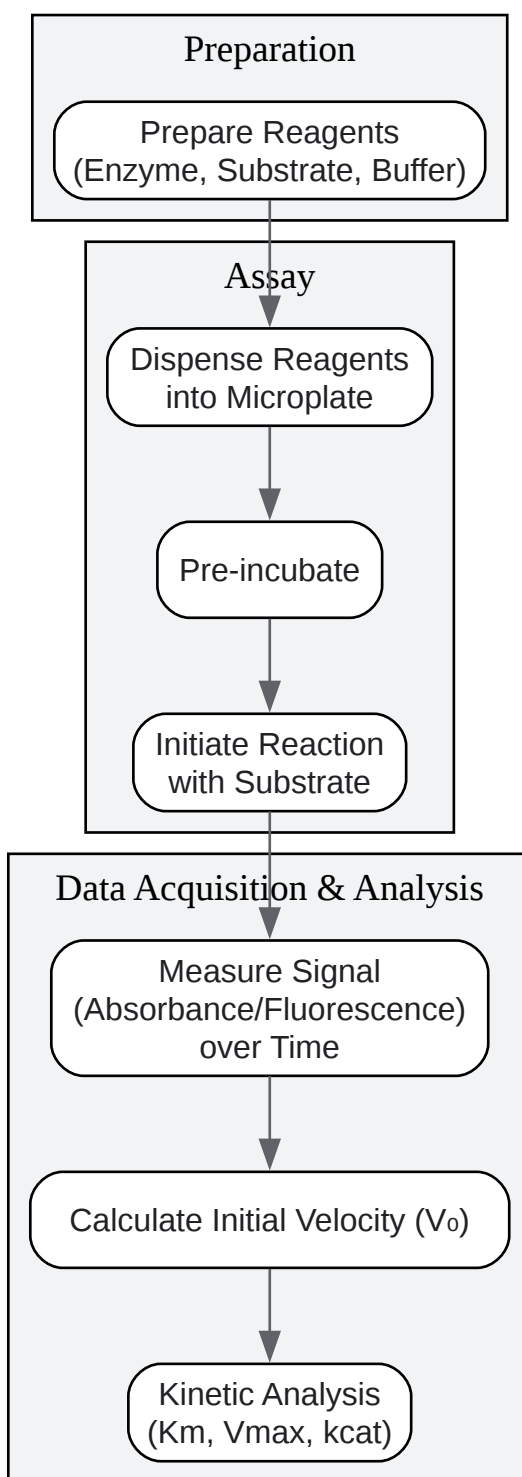 Preparation
Prepare Reagents
(Enzyme, Substrate, Buffer)
Assay
Dispense Reagents
into Microplate
Pre-incubate
Initiate Reaction
with Substrate
Data Acquisition & Analysis
Measure Signal
(Absorbance/Fluorescence)
over Time
Calculate Initial Velocity (V₀)
Kinetic Analysis
(Km, Vmax, kcat)